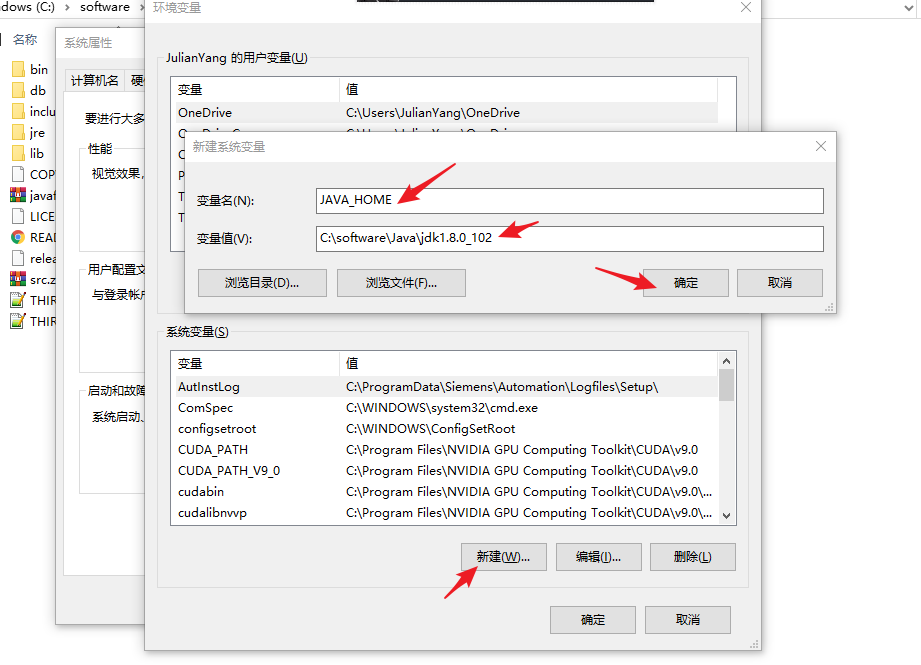 dows (C:) > software >
环境变量
名称
系统属性
bin
db
inclu
jre
lib
COP
javaf
LICE
REA
relea
src.z
THIR
THIR
计算机名
要进行大多
性能
视觉效果,
用户配置文
与登录帐户
启动和故障
系统启动、
JulianYang 的用户变量(U)
变量 值
OneDrive C:\Users\JulianYang\OneDrive
新建系统变量
变量名(N): JAVA_HOME
变量值(V): C:\software\Java\jdk1.8.0_102
浏览目录(D)... 浏览文件(F)... 确定 取消
系统变量(S)
变量 值
AutInstLog C:\ProgramData\Siemens\Automation\Logfiles\Setup\
ComSpec C:\WINDOWS\system32\cmd.exe
configsetroot C:\WINDOWS\ConfigSetRoot
CUDA_PATH C:\Program Files\NVIDIA GPU Computing Toolkit\CUDA\v9.0
CUDA_PATH_V9_0 C:\Program Files\NVIDIA GPU Computing Toolkit\CUDA\v9.0
cudabin C:\Program Files\NVIDIA GPU Computing Toolkit\CUDA\v9.0\...
cudalibnvvp C:\Program Files\NVIDIA GPU Computing Toolkit\CUDA\v9.0\...
新建(W)... 编辑(I)... 删除(L)
确定 取消